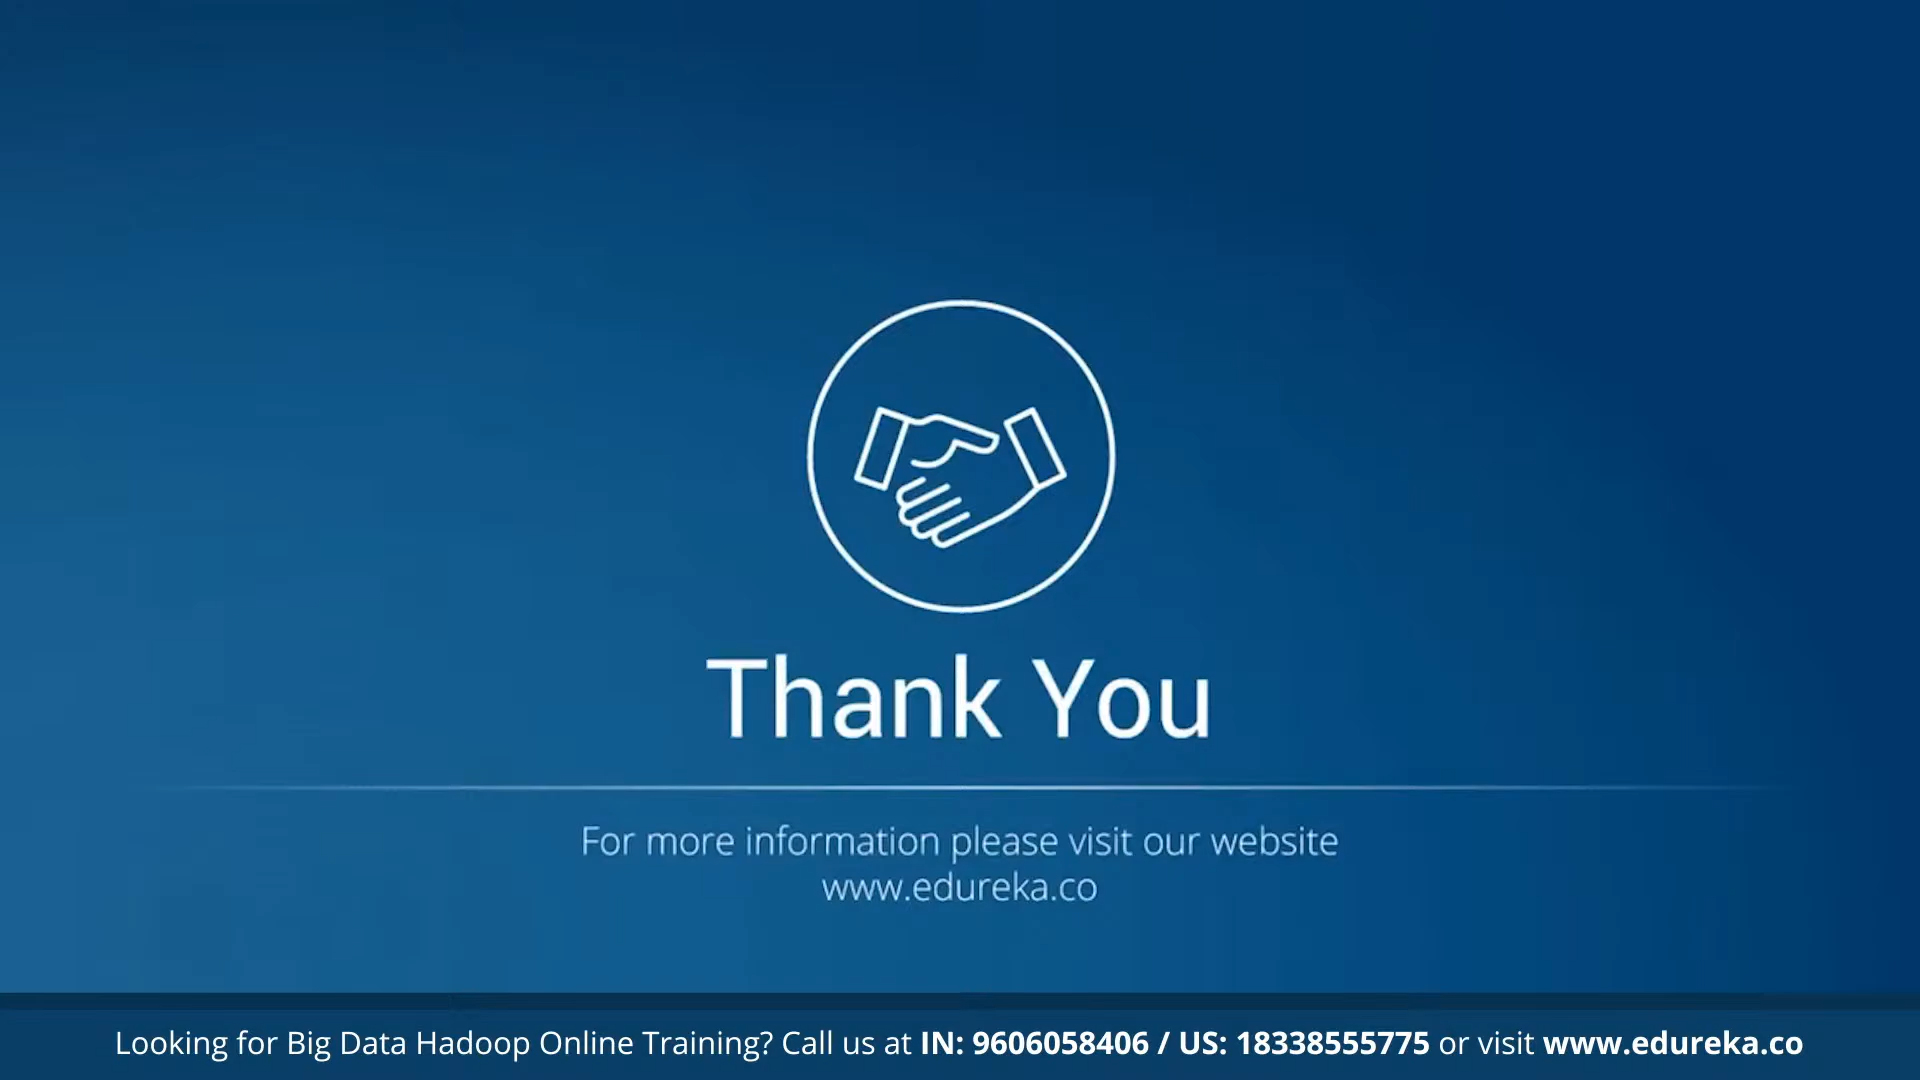 Thank You
For more information please visit our website
www.edureka.co
Looking for Big Data Hadoop Online Training? Call us at IN: 9606058406 / US: 18338555775 or visit www.edureka.co